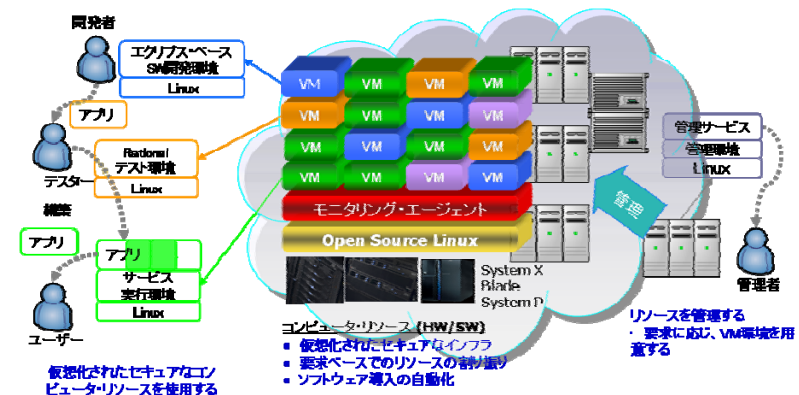 開発者
エクリプス・ベース
SW開発環境
Linux
アプリ
テスター
Rational
テスト環境
Linux
構築
アプリ
アプリ
サービス
実行環境
Linux
ユーザー
仮想化されたセキュアなコン
ピュータ・リソースを使用する
VM VM VM VM
VM VM VM VM
VM VM VM VM
VM VM VM VM
モニタリング・エージェント
Open Source Linux
System X
Blade
System P
コンピュータ・リソース (HW/SW)
▪ 仮想化されたセキュアなインフラ
▪ 要求ベースでのリソースの割り振り
▪ ソフトウェア導入の自動化
管理サービス
管理環境
Linux
管理
管理者
リソースを管理する
・ 要求に応じ、VM環境を用
意する